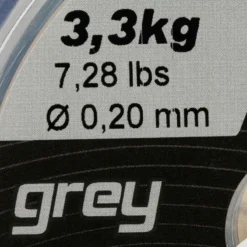 3,3kg
7,28 lbs
Ø 0,20 mm
grey